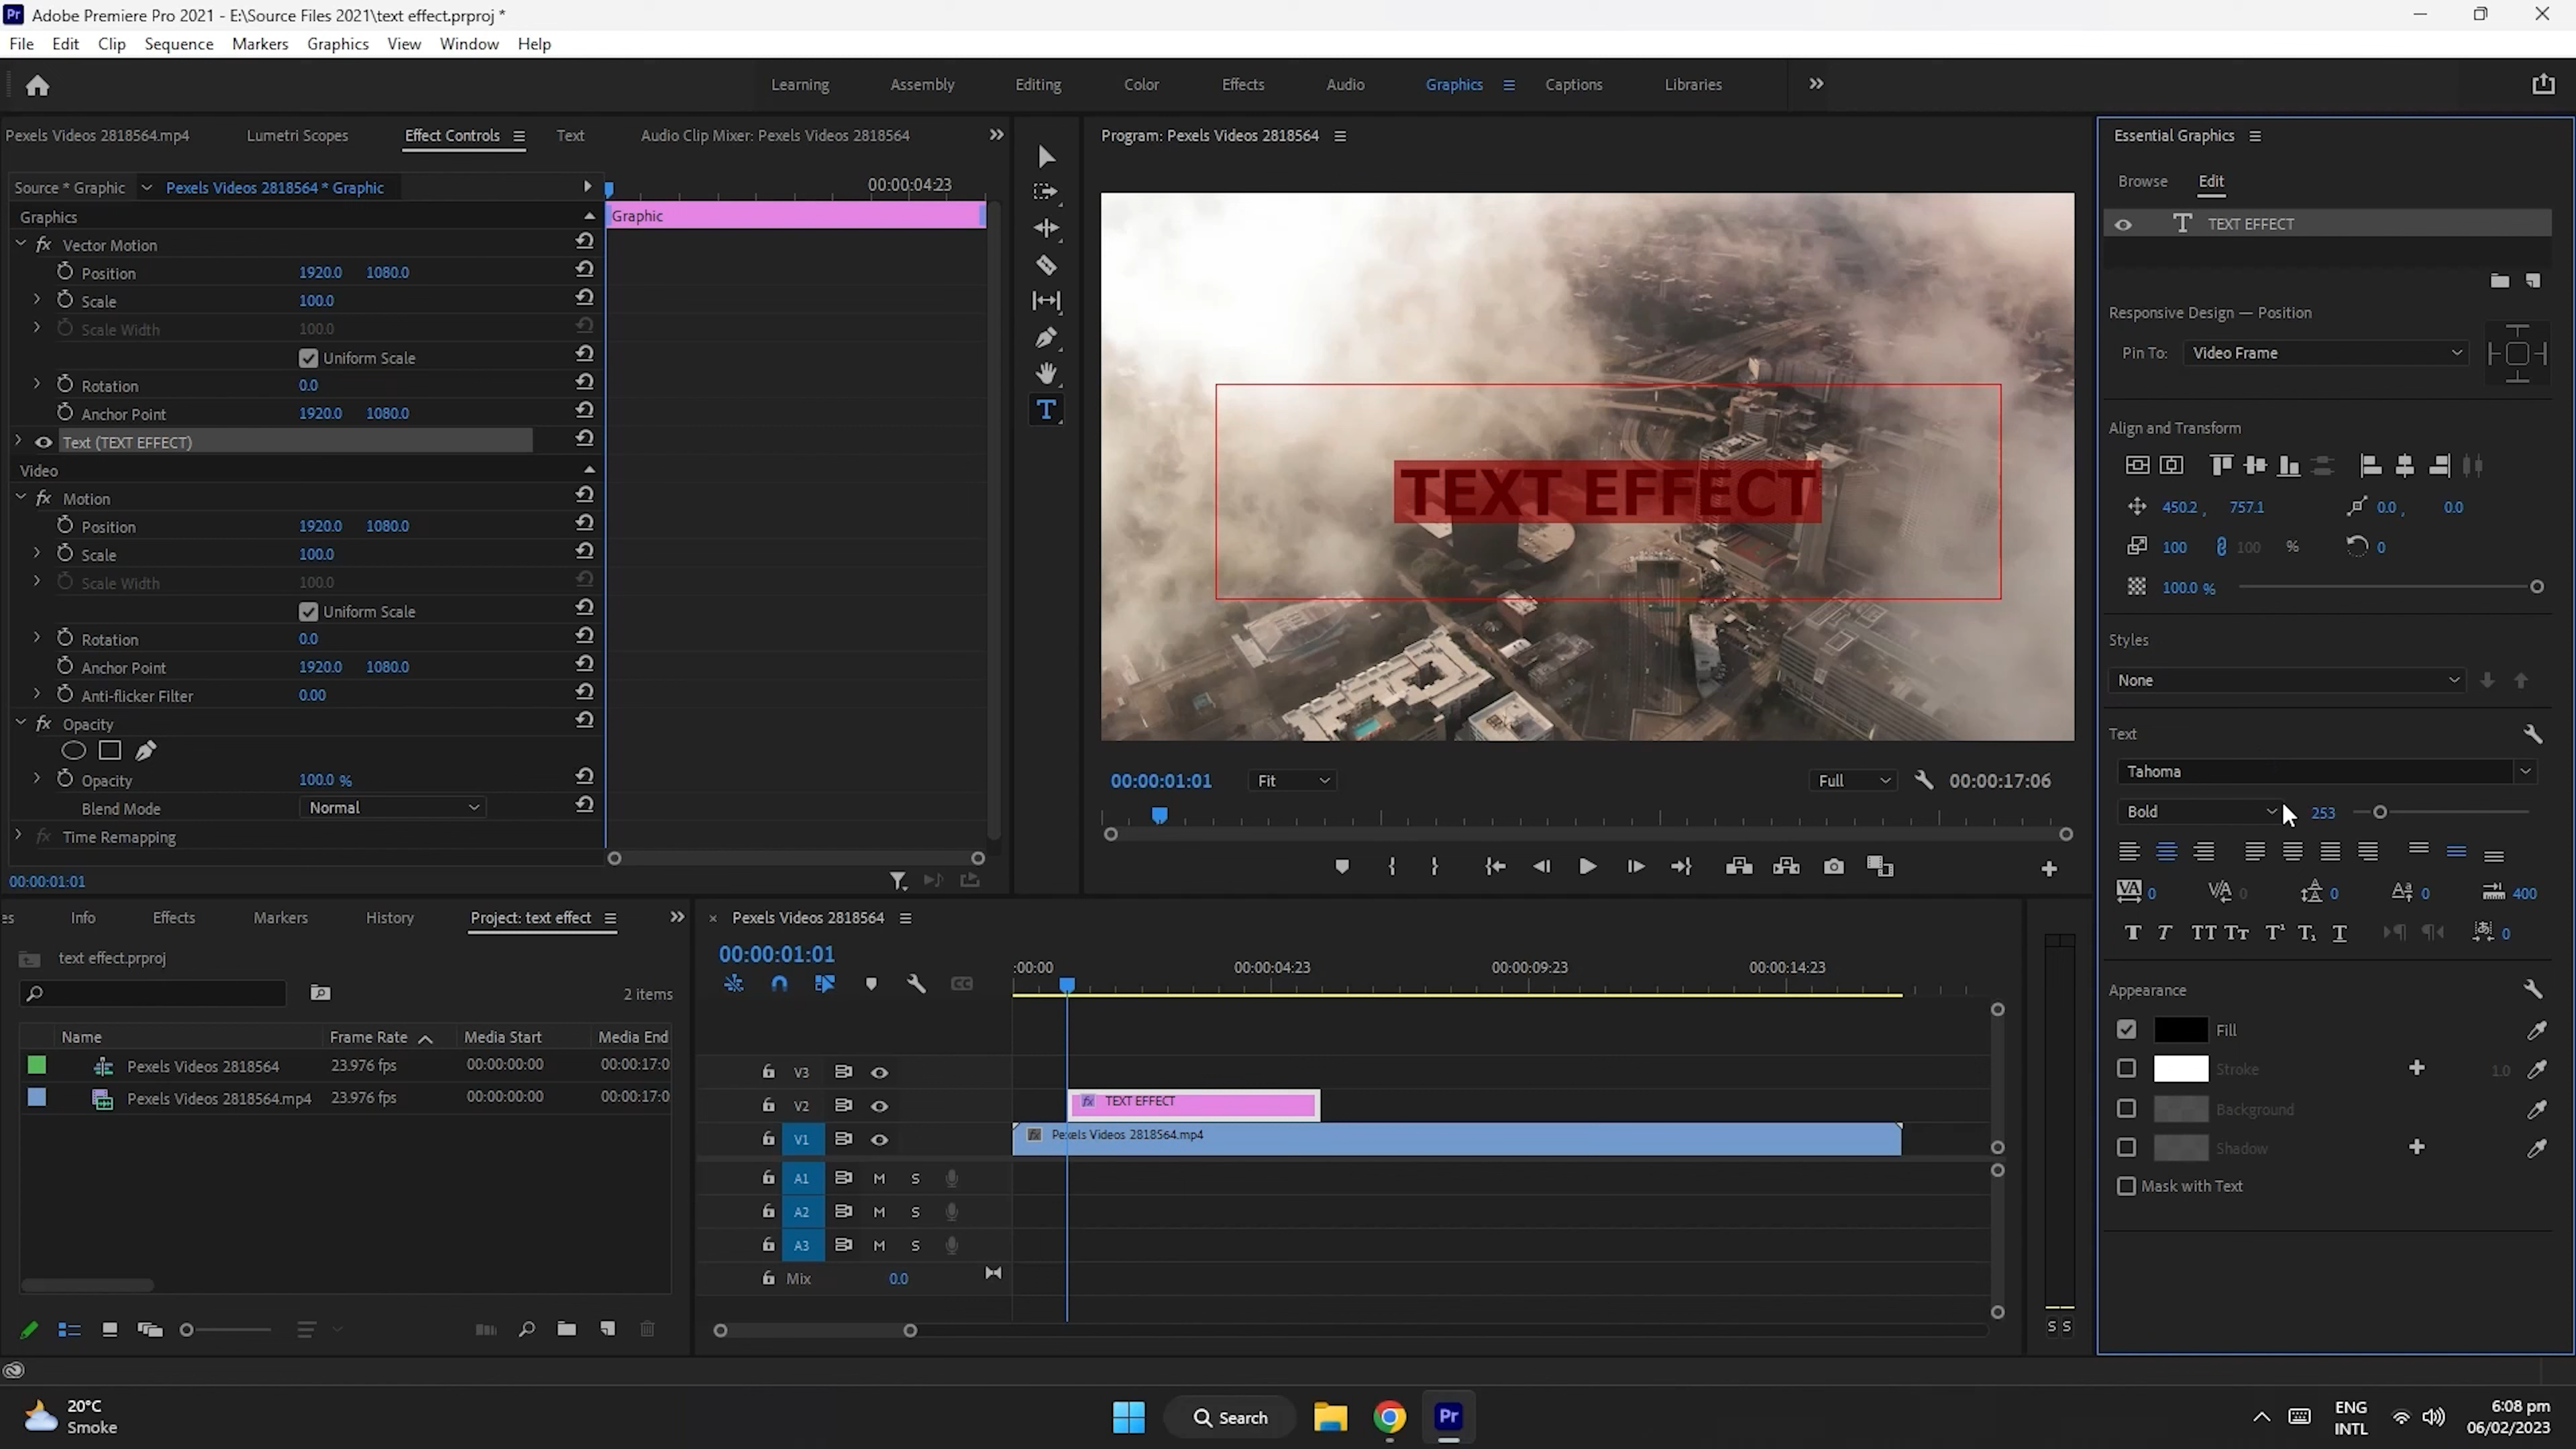 Adobe Premiere Pro 2021 - E:\Source Files 2021\text effect.prproj *
File Edit Clip Sequence Markers Graphics View Window Help
Learning Assembly Editing Color Effects Audio Graphics Captions Libraries
Pexels Videos 2818564.mp4 Lumetri Scopes Effect Controls Text Audio Clip Mixer: Pexels Videos 2818564
Source * Graphic Pexels Videos 2818564 * Graphic 00:00:04:23
Graphics Graphic
fx Vector Motion
Position 1920.0 1080.0
Scale 100.0
Scale Width 100.0
Uniform Scale
Rotation 0.0
Anchor Point 1920.0 1080.0
Text (TEXT EFFECT)
Video
fx Motion
Position 1920.0 1080.0
Scale 100.0
Scale Width 100.0
Uniform Scale
Rotation 0.0
Anchor Point 1920.0 1080.0
Anti-flicker Filter 0.00
fx Opacity
Opacity 100.0 %
Blend Mode Normal
fx Time Remapping
00:00:01:01
Program: Pexels Videos 2818564
TEXT EFFECT
00:00:01:01 Fit Full 00:00:17:06
Essential Graphics
Browse Edit
TEXT EFFECT
Responsive Design — Position
Pin To: Video Frame
Align and Transform
450.2 , 757.1 0.0 , 0.0
100 100 % 0
100.0 %
Styles
None
Text
Tahoma
Bold 253
0 0 0 0 400
0
Appearance
Fill
Stroke 1.0
Background
Shadow
Mask with Text
es Info Effects Markers History Project: text effect
text effect.prproj
2 items
Name Frame Rate Media Start Media End
Pexels Videos 2818564 23.976 fps 00:00:00:00 00:00:17:0
Pexels Videos 2818564.mp4 23.976 fps 00:00:00:00 00:00:17:0
× Pexels Videos 2818564
00:00:01:01
:00:00 00:00:04:23 00:00:09:23 00:00:14:23
V3
V2 fx TEXT EFFECT
V1 fx Pexels Videos 2818564.mp4
A1 M S
A2 M S
A3 M S
Mix 0.0
S S
20°C
Smoke
Search
Pr
ENG
INTL
6:08 pm
06/02/2023